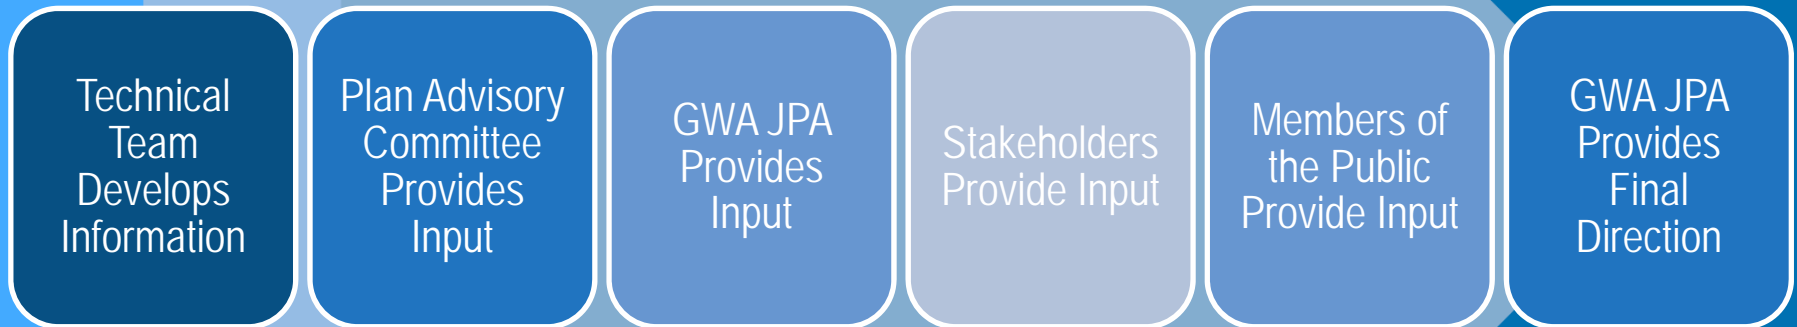 Technical
Team
Develops
Information
Plan Advisory
Committee
Provides
Input
GWA JPA
Provides
Input
Stakeholders
Provide Input
Members of
the Public
Provide Input
GWA JPA
Provides
Final
Direction